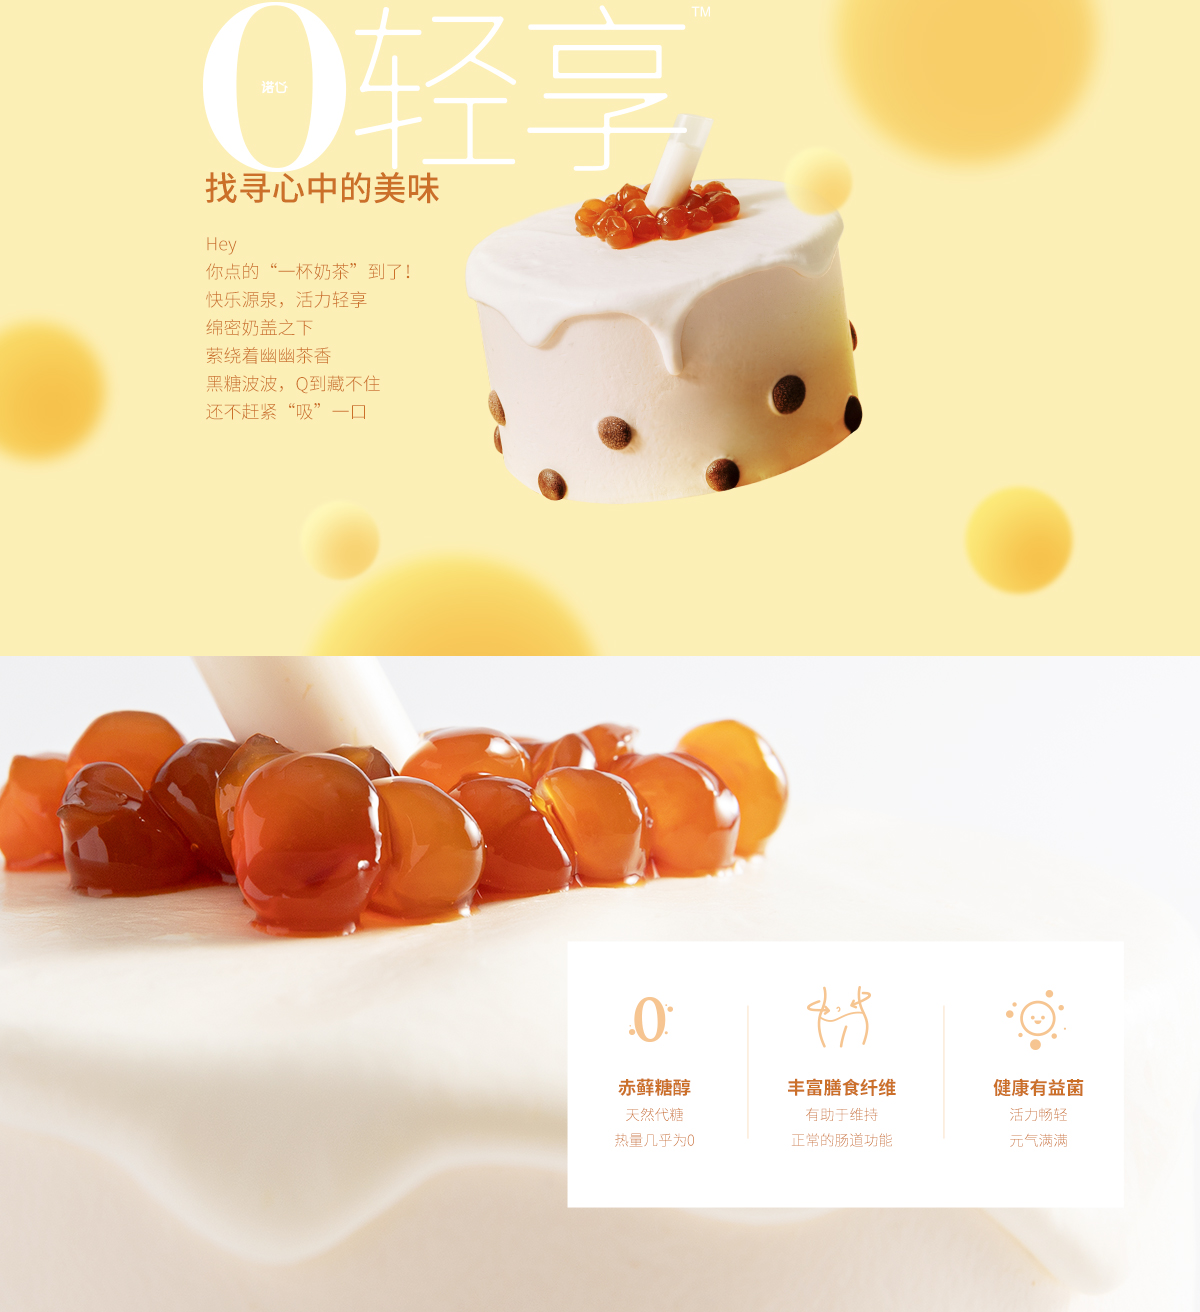 0轻享™
诺心
找寻心中的美味
Hey
你点的“一杯奶茶”到了！
快乐源泉，活力轻享
绵密奶盖之下
萦绕着幽幽茶香
黑糖波波，Q到藏不住
还不赶紧“吸”一口
0
赤藓糖醇
天然代糖
热量几乎为0
丰富膳食纤维
有助于维持
正常的肠道功能
健康有益菌
活力畅轻
元气满满